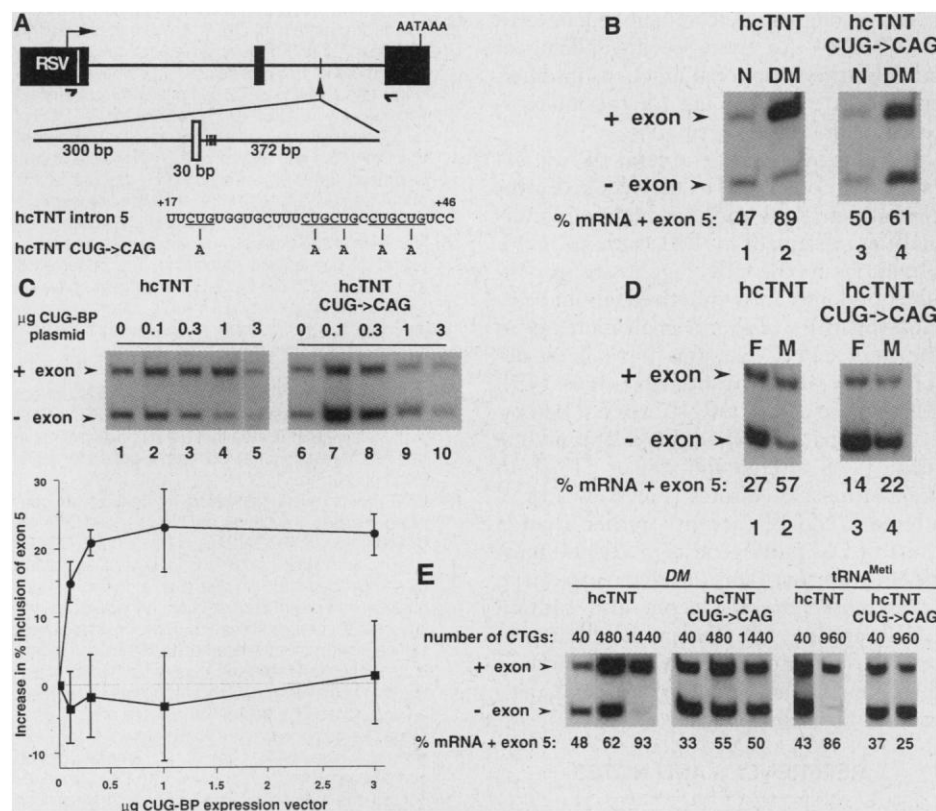 A
RSV
AATAAA
300 bp
372 bp
30 bp
+17
+46
hcTNT intron 5
UUCUGUGGUGCUUUCUGCUGCCUGCUGUCC
hcTNT CUG->CAG
A A A A A
B
hcTNT
hcTNT
CUG->CAG
N DM N DM
+ exon
- exon
% mRNA + exon 5: 47 89 50 61
1 2 3 4
C
hcTNT
hcTNT
CUG->CAG
µg CUG-BP
plasmid
0 0.1 0.3 1 3 0 0.1 0.3 1 3
+ exon
- exon
1 2 3 4 5 6 7 8 9 10
Increase in % inclusion of exon 5
30
20
10
0
-10
0 0.5 1 1.5 2 2.5 3
µg CUG-BP expression vector
D
hcTNT
hcTNT
CUG->CAG
F M F M
+ exon
- exon
% mRNA + exon 5: 27 57 14 22
1 2 3 4
E
DM
tRNA^Meti
hcTNT
hcTNT
CUG->CAG
hcTNT
hcTNT
CUG->CAG
number of CTGs: 40 480 1440 40 480 1440 40 960 40 960
+ exon
- exon
% mRNA + exon 5: 48 62 93 33 55 50 43 86 37 25